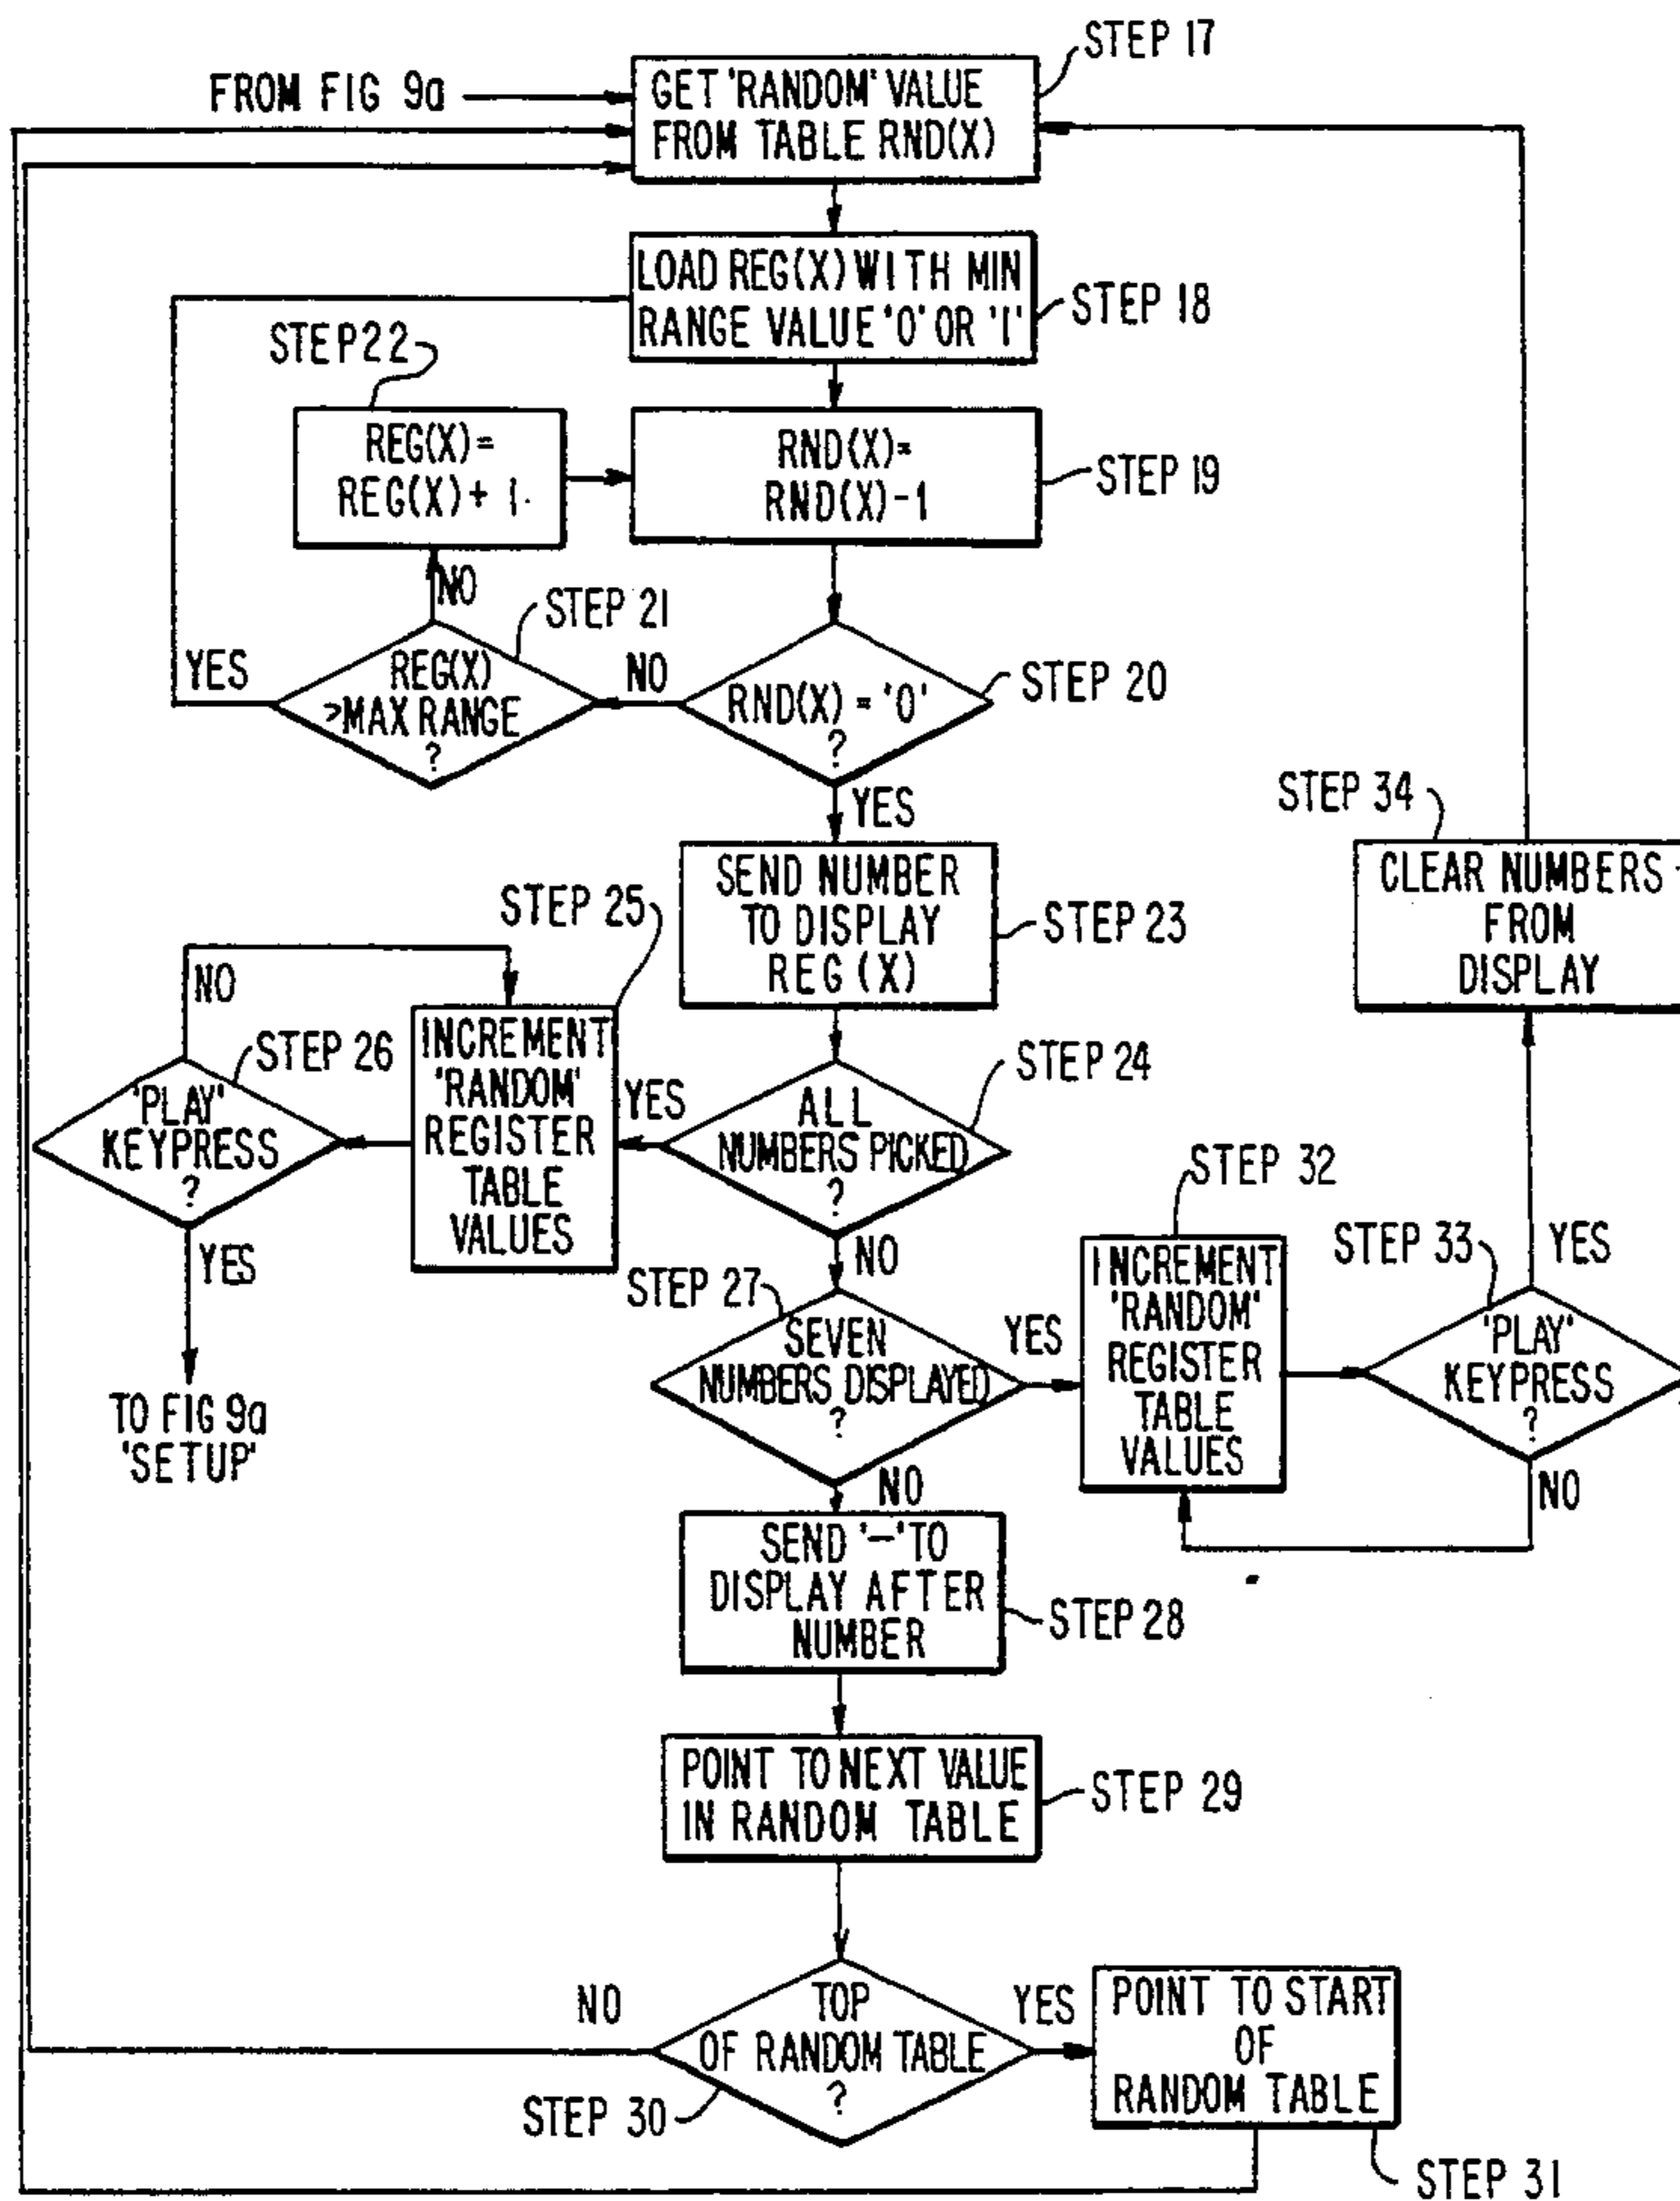 STEP 17
FROM FIG 9a
GET 'RANDOM' VALUE
FROM TABLE RND(X)
LOAD REG(X) WITH MIN
RANGE VALUE '0' OR '1'
STEP 18
STEP 22
REG(X)=
REG(X)+ 1.
RND(X)=
RND(X)-1
STEP 19
NO
STEP 21
YES
REG(X)
>MAX RANGE
?
NO
RND(X) = '0'
?
STEP 20
YES
STEP 34
CLEAR NUMBERS
FROM
DISPLAY
SEND NUMBER
TO DISPLAY
REG (X)
STEP 23
STEP 25
NO
INCREMENT
'RANDOM'
REGISTER
TABLE
VALUES
STEP 26
'PLAY'
KEYPRESS
?
YES
TO FIG 9a
'SETUP'
YES
ALL
NUMBERS PICKED
?
STEP 24
NO
STEP 27
SEVEN
NUMBERS DISPLAYED
?
YES
STEP 32
INCREMENT
'RANDOM'
REGISTER
TABLE
VALUES
STEP 33
YES
'PLAY'
KEYPRESS
?
NO
NO
SEND '—' TO
DISPLAY AFTER
NUMBER
STEP 28
POINT TO NEXT VALUE
IN RANDOM TABLE
STEP 29
NO
TOP
OF RANDOM TABLE
?
YES
STEP 30
POINT TO START
OF
RANDOM TABLE
STEP 31